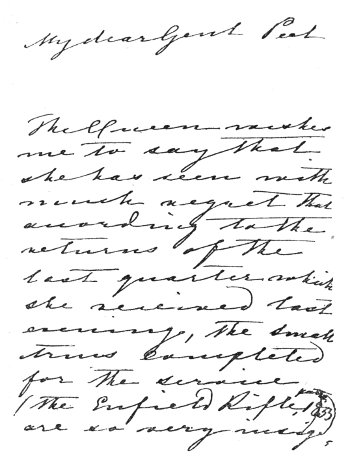 My dear Genl Peel
The Queen wishes
me to say that
she has seen with
much regret that
according to the
returns of the
last quarter which
she received last
evening, the small
arms completed
for the service
(the Enfield Rifle 1853)
are so very insig-